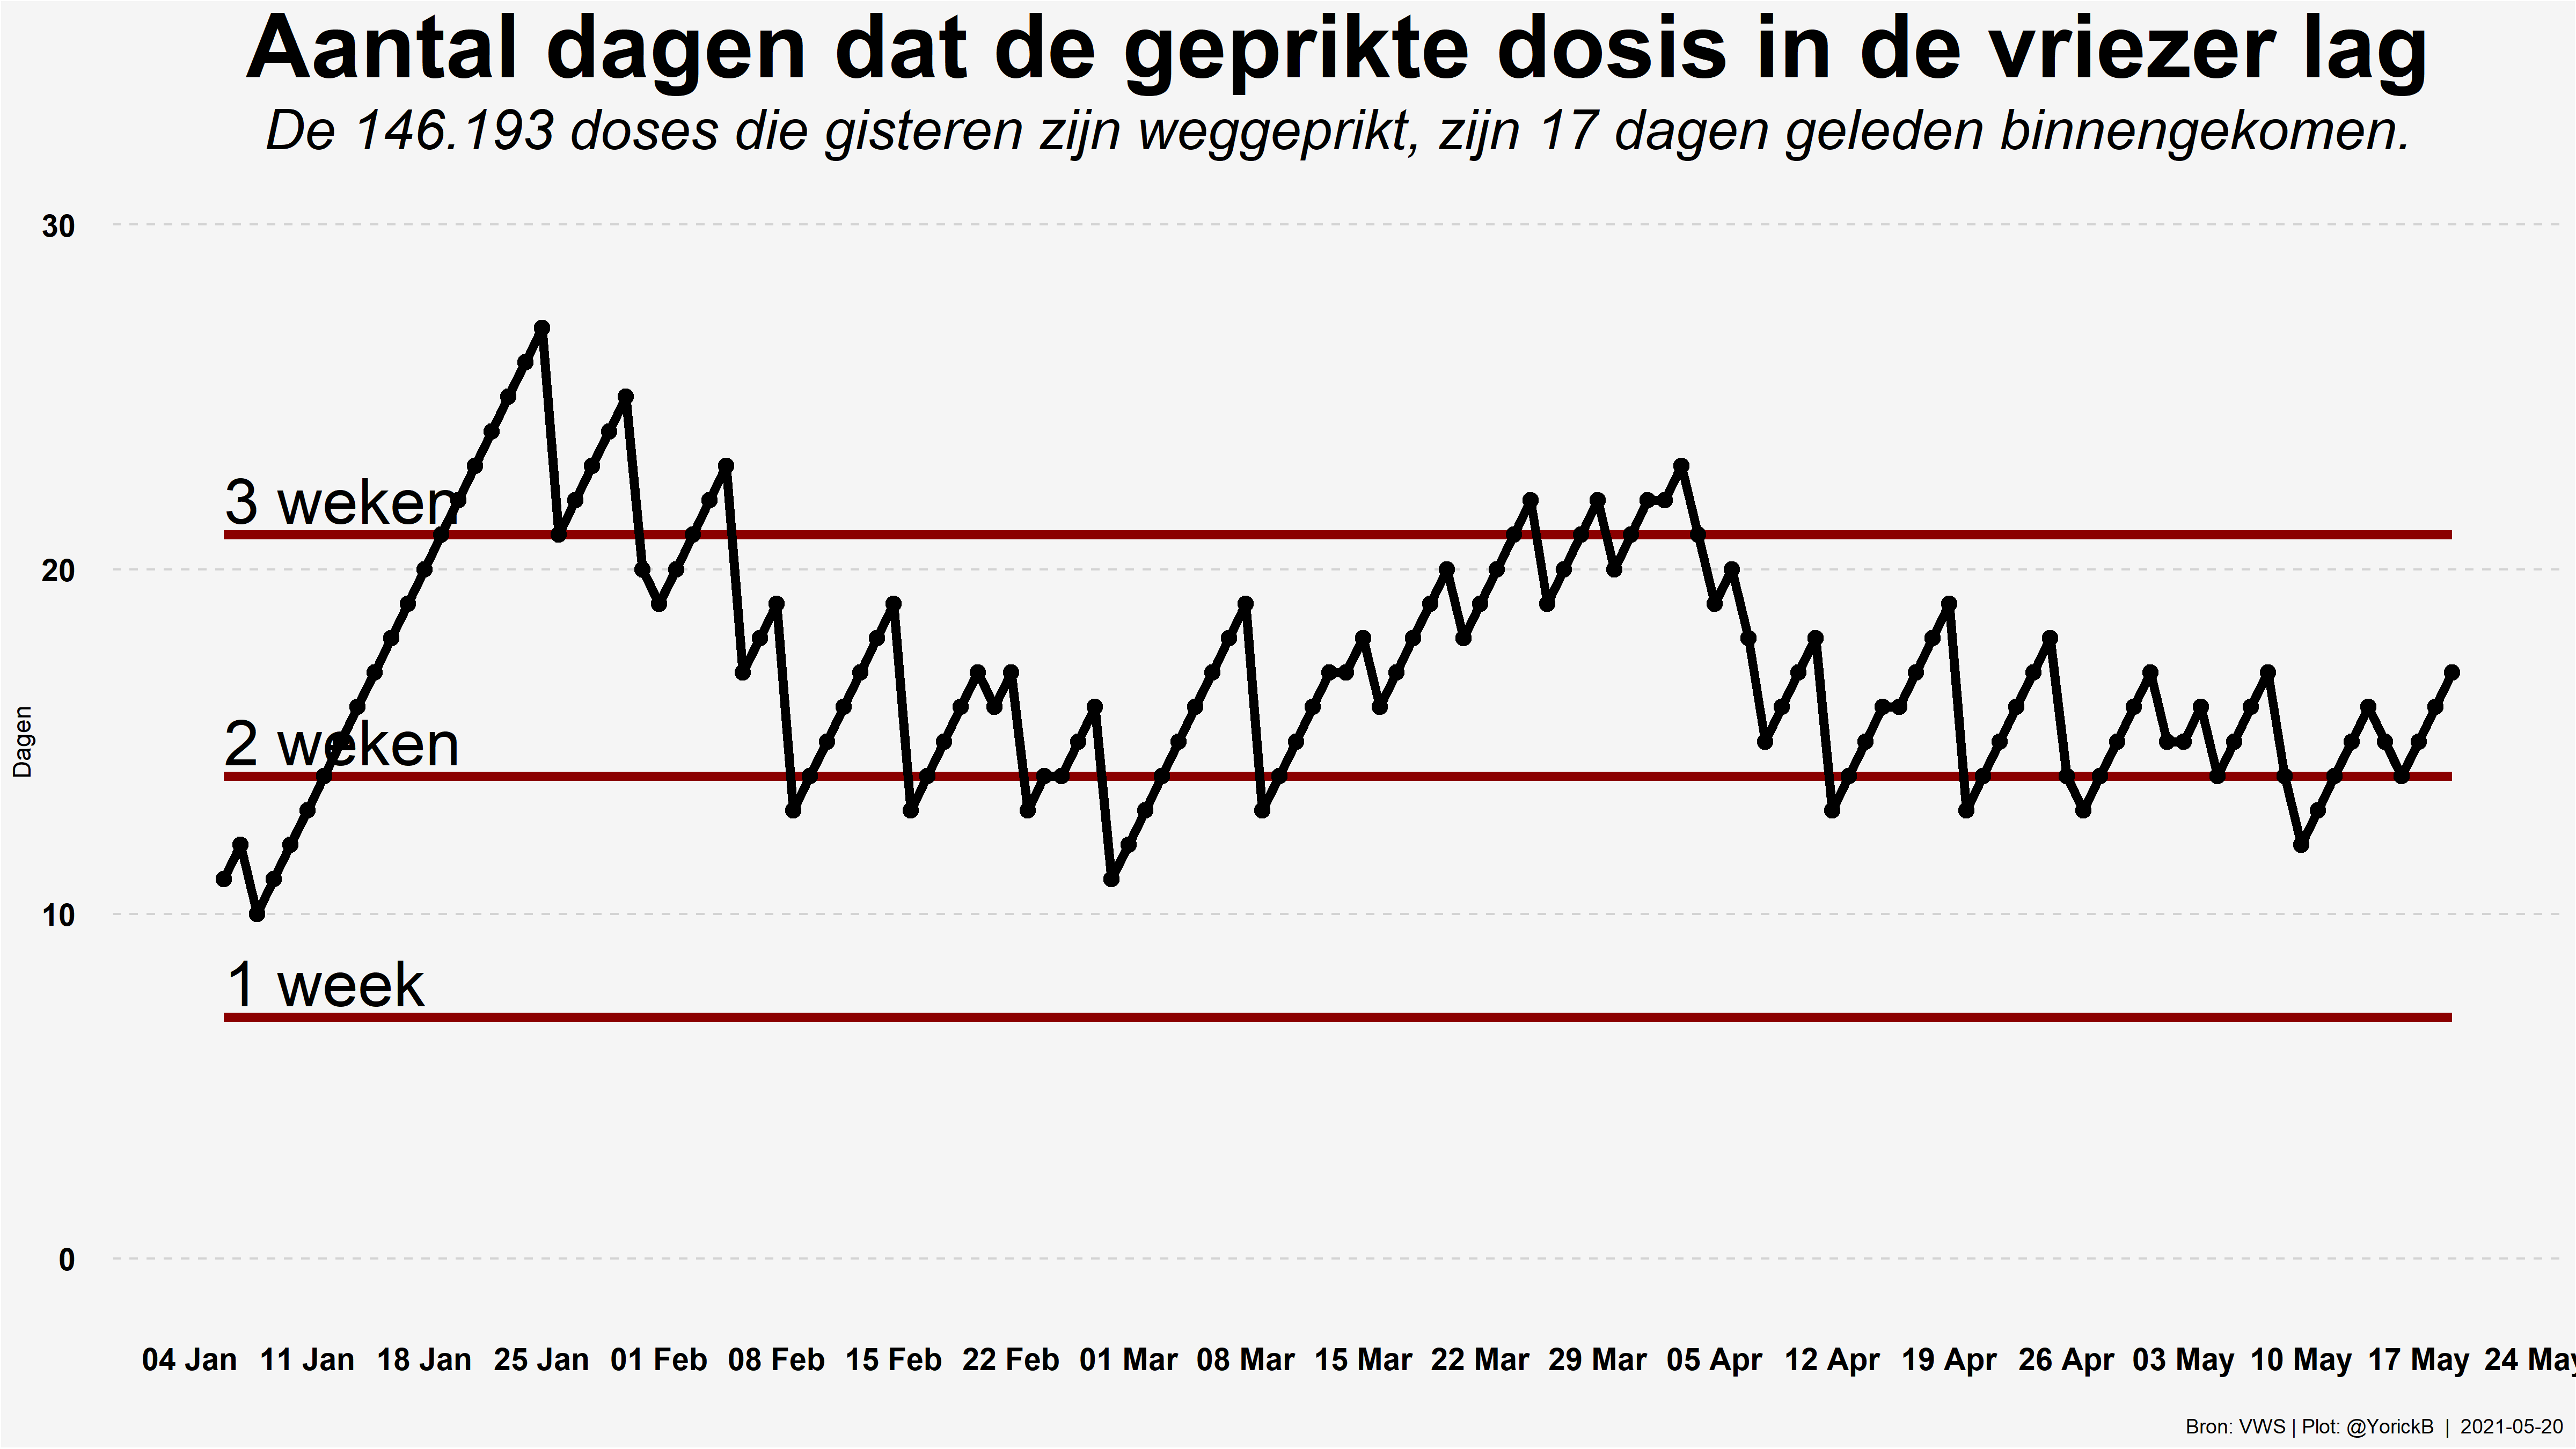 Aantal dagen dat de geprikte dosis in de vriezer lag
De 146.193 doses die gisteren zijn weggeprikt, zijn 17 dagen geleden binnengekomen.
30
3 weken
20
2 weken
Dagen
10
1 week
0
04 Jan 11 Jan 18 Jan 25 Jan 01 Feb 08 Feb 15 Feb 22 Feb 01 Mar 08 Mar 15 Mar 22 Mar 29 Mar 05 Apr 12 Apr 19 Apr 26 Apr 03 May 10 May 17 May 24 May
Bron: VWS | Plot: @YorickB | 2021-05-20